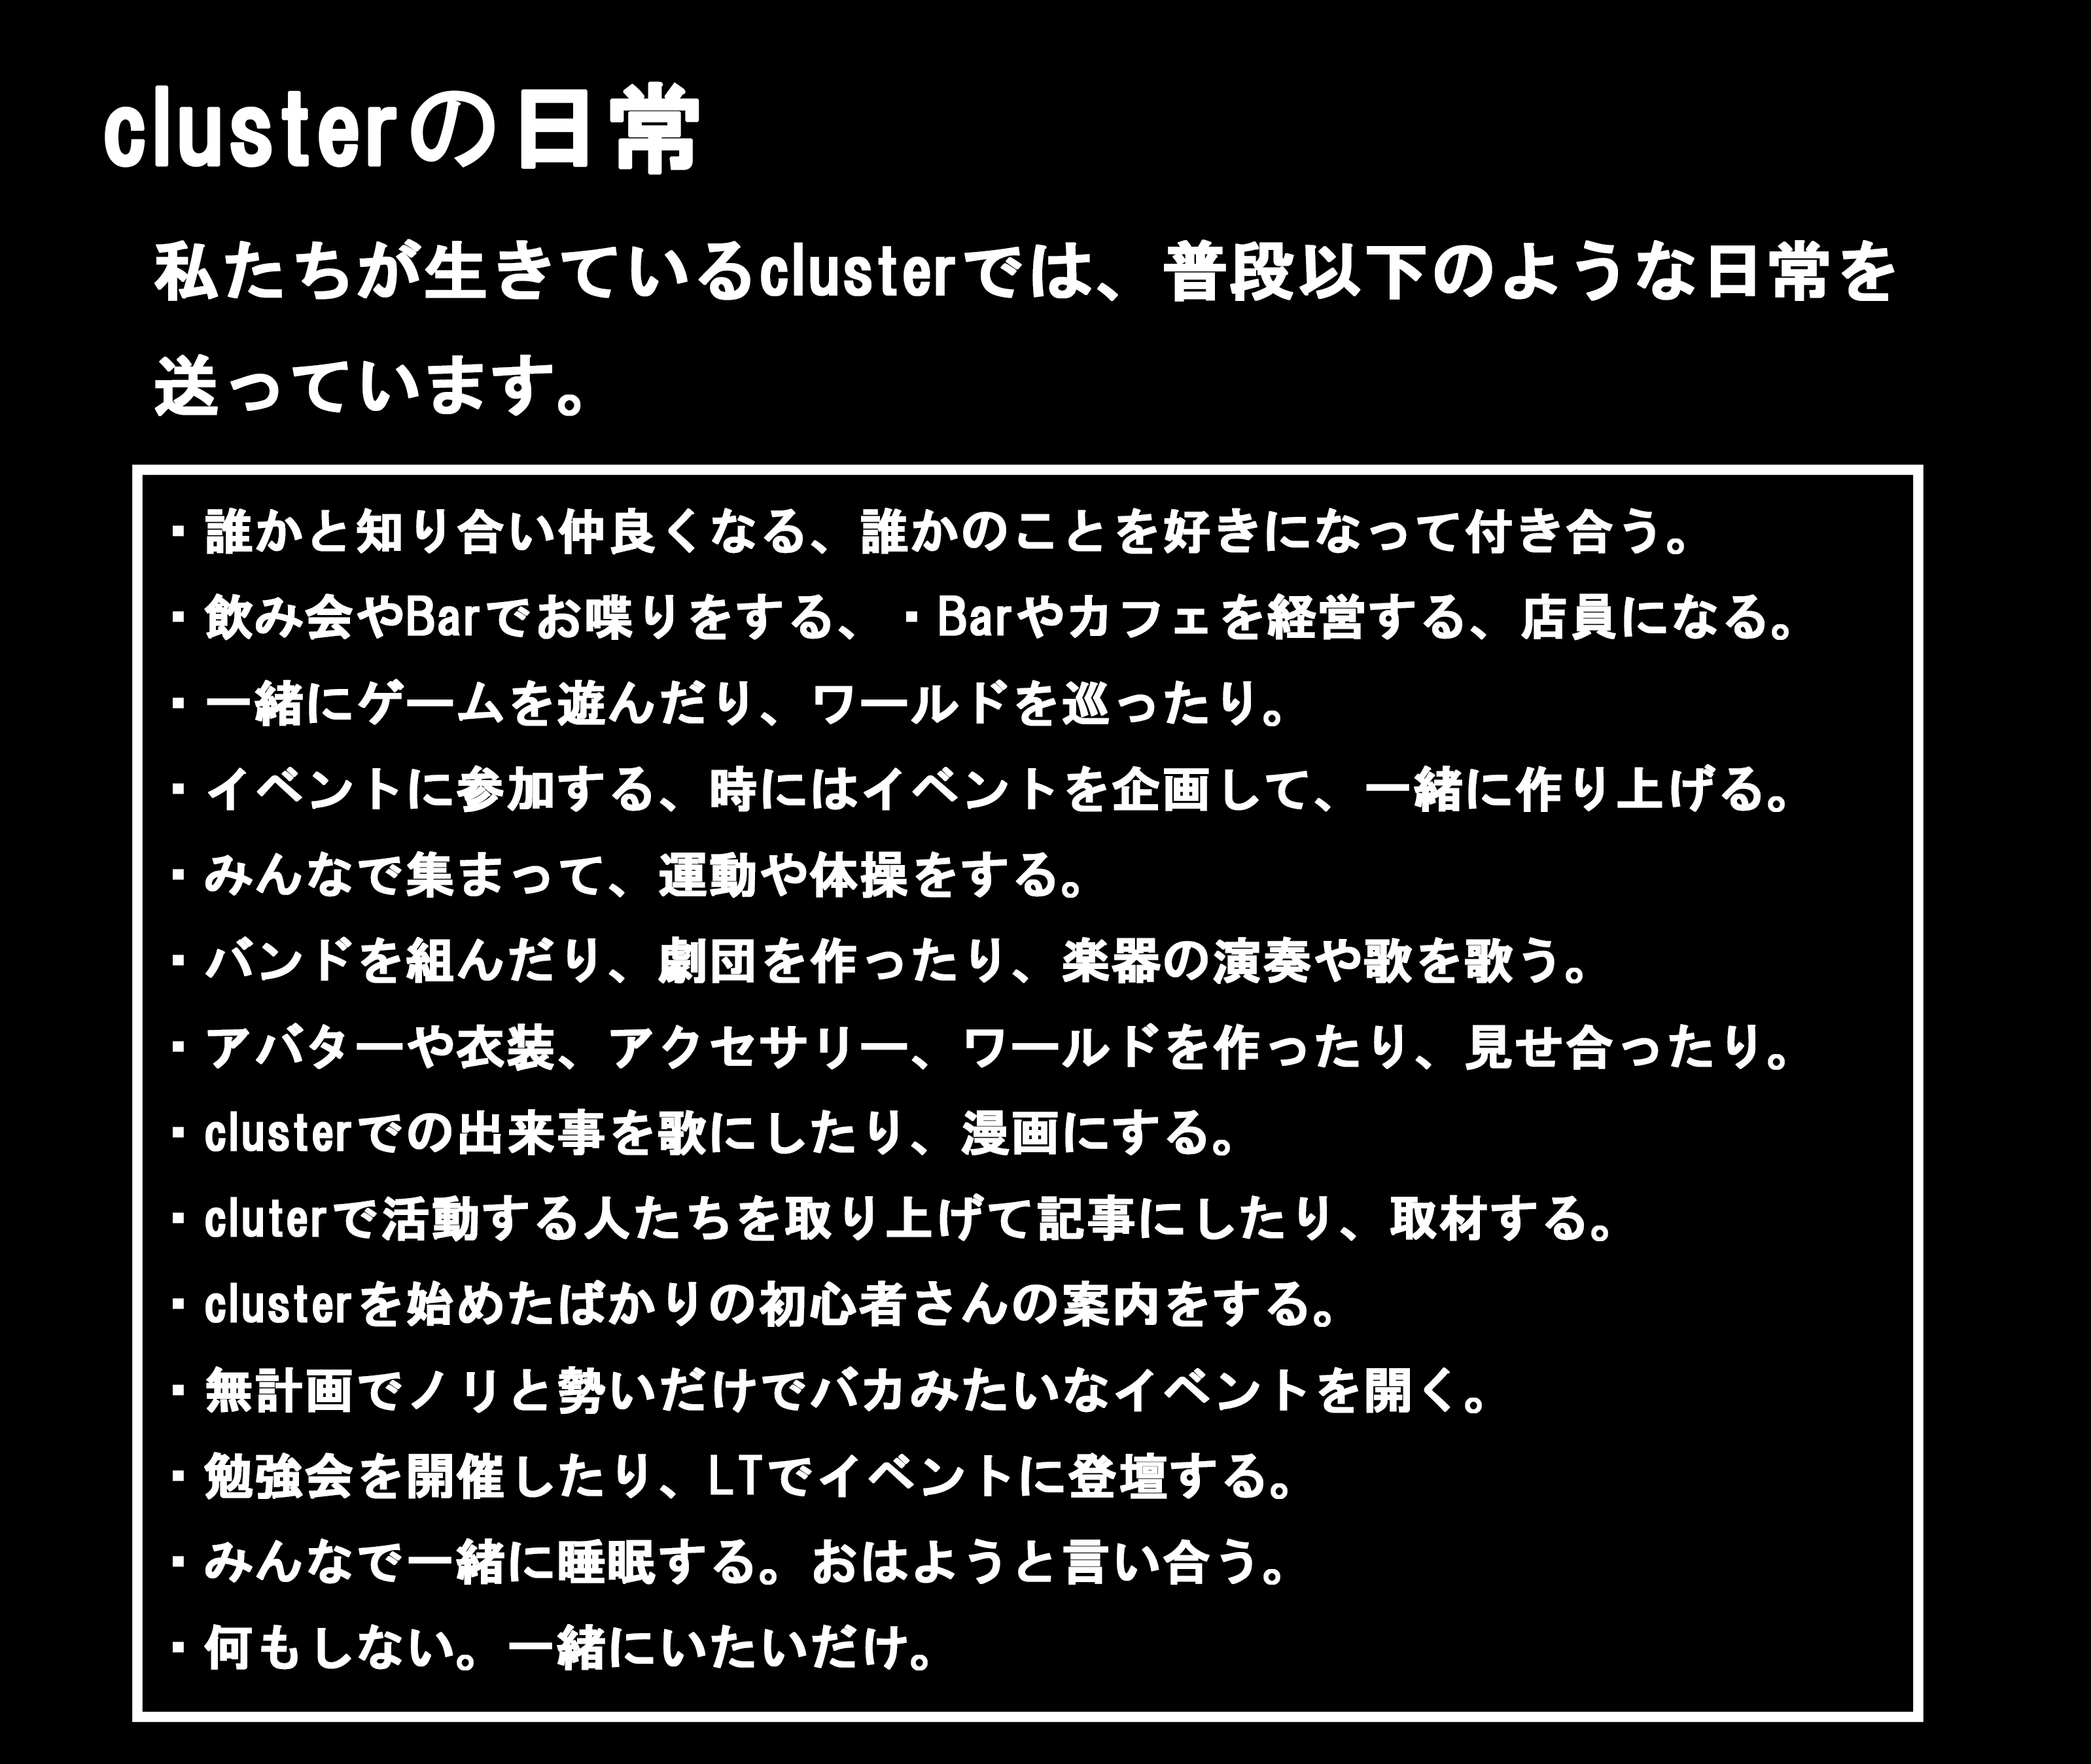 clusterの日常
私たちが生きているclusterでは、普段以下のような日常を
送っています。
・誰かと知り合い仲良くなる、誰かのことを好きになって付き合う。
・飲み会やBarでお喋りをする、・Barやカフェを経営する、店員になる。
・一緒にゲームを遊んだり、ワールドを巡ったり。
・イベントに参加する、時にはイベントを企画して、一緒に作り上げる。
・みんなで集まって、運動や体操をする。
・バンドを組んだり、劇団を作ったり、楽器の演奏や歌を歌う。
・アバターや衣装、アクセサリー、ワールドを作ったり、見せ合ったり。
・clusterでの出来事を歌にしたり、漫画にする。
・cluterで活動する人たちを取り上げて記事にしたり、取材する。
・clusterを始めたばかりの初心者さんの案内をする。
・無計画でノリと勢いだけでバカみたいなイベントを開く。
・勉強会を開催したり、LTでイベントに登壇する。
・みんなで一緒に睡眠する。おはようと言い合う。
・何もしない。一緒にいたいだけ。